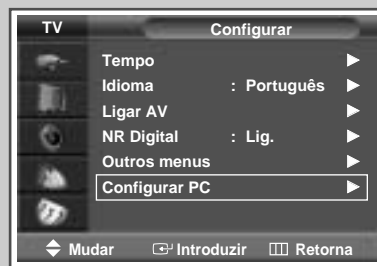 TV Configurar
Tempo
Idioma : Português
Ligar AV
NR Digital : Lig.
Outros menus
Configurar PC
Mudar Introduzir Retorna